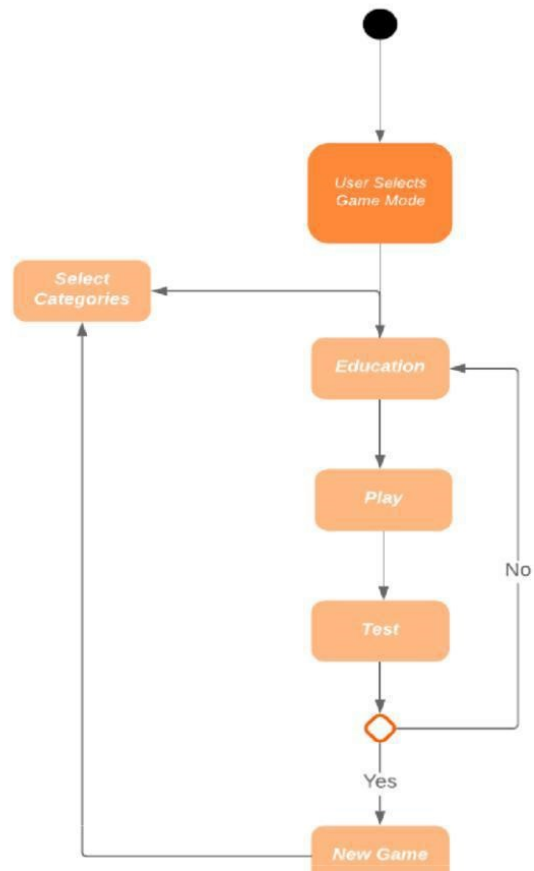 User Selects
Game Mode
Select
Categories
Education
Play
No
Test
Yes
New Game